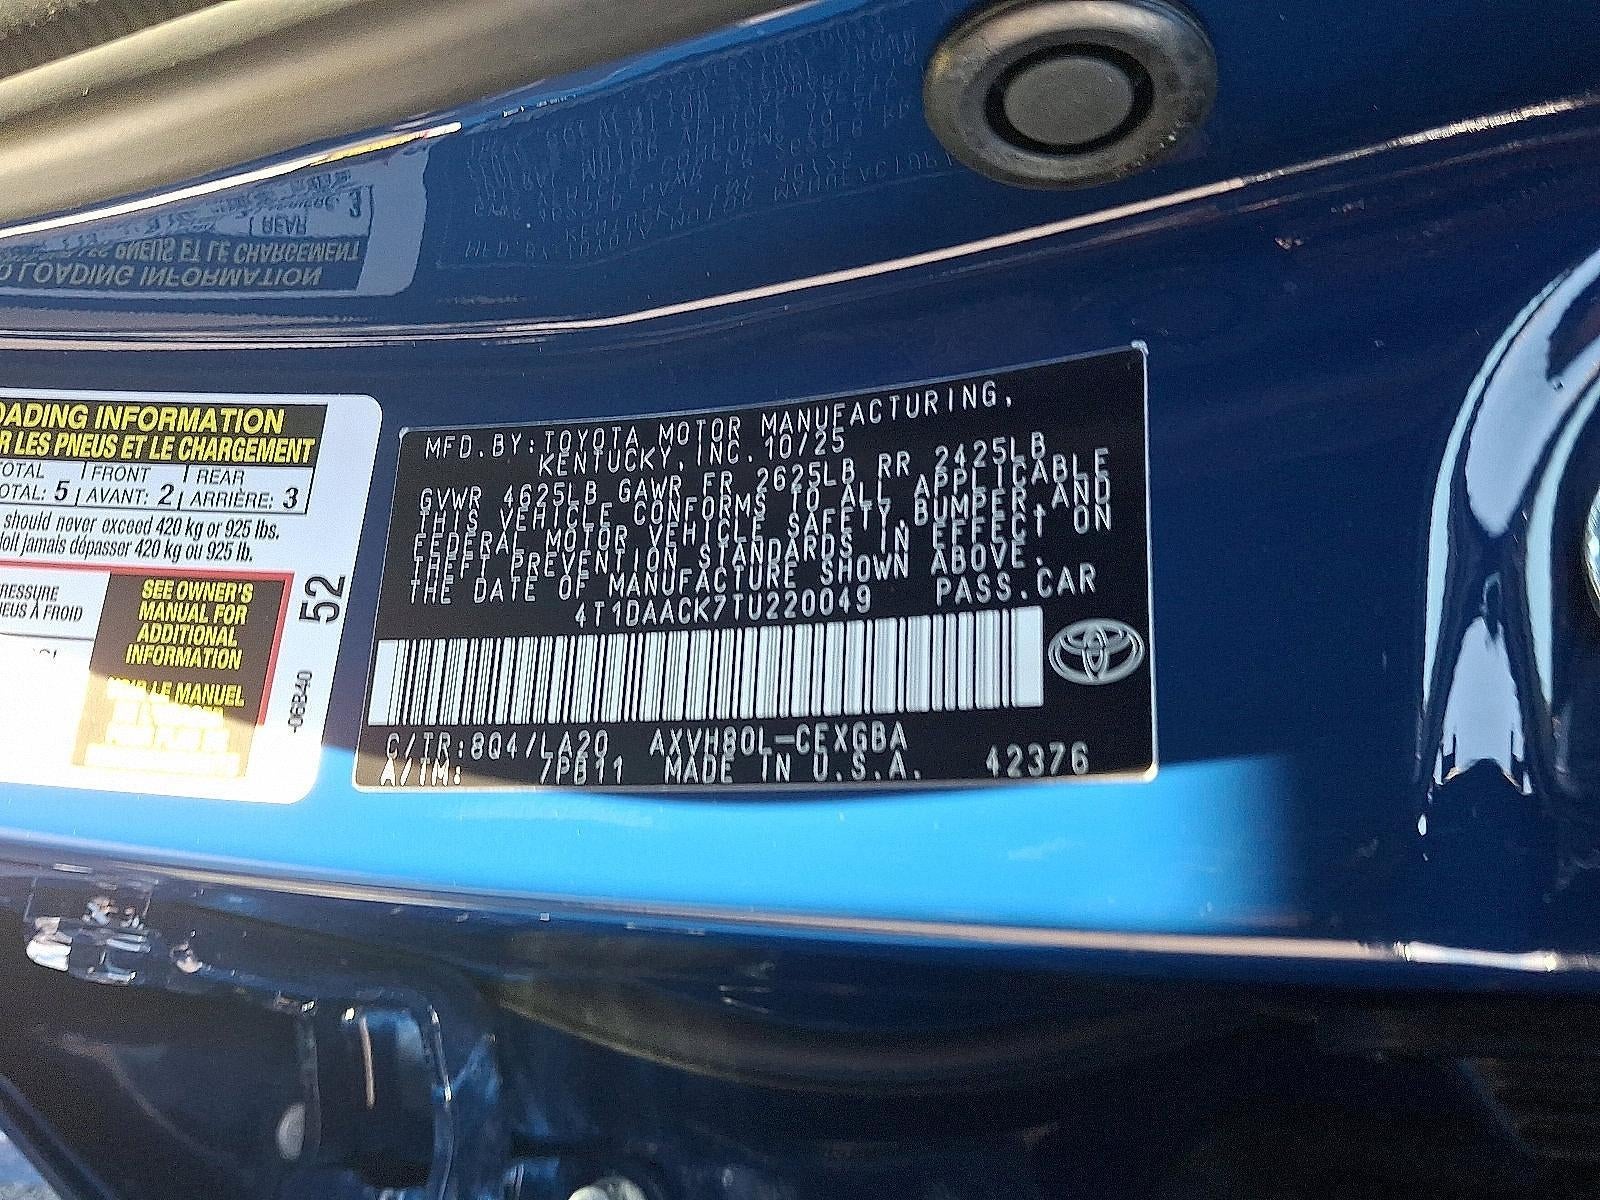 OADING INFORMATION
R LES PNEUS ET LE CHARGEMENT
TOTAL FRONT REAR
OTAL: 5 AVANT: 2 ARRIÈRE: 3
should never exceed 420 kg or 925 lbs.
doit jamais dépasser 420 kg ou 925 lb.
RESSURE
NEUS À FROID
SEE OWNER'S
MANUAL FOR
ADDITIONAL
INFORMATION
LE MANUEL
52
06B40
MFD.BY:TOYOTA MOTOR MANUFACTURING,
KENTUCKY,INC.10/25
GVWR 4625LB GAWR FR 2625LB RR 2425LB
THIS VEHICLE CONFORMS TO ALL APPLICABLE
FEDERAL MOTOR VEHICLE SAFETY,BUMPER,AND
THEFT PREVENTION STANDARDS IN EFFECT ON
THE DATE OF MANUFACTURE SHOWN ABOVE.
4T1DAACK7TU220049 PASS.CAR
C/TR:8Q4/LA20 AXVH80L-CEXGBA
A/TM: 7PB11 MADE IN U.S.A. 42376